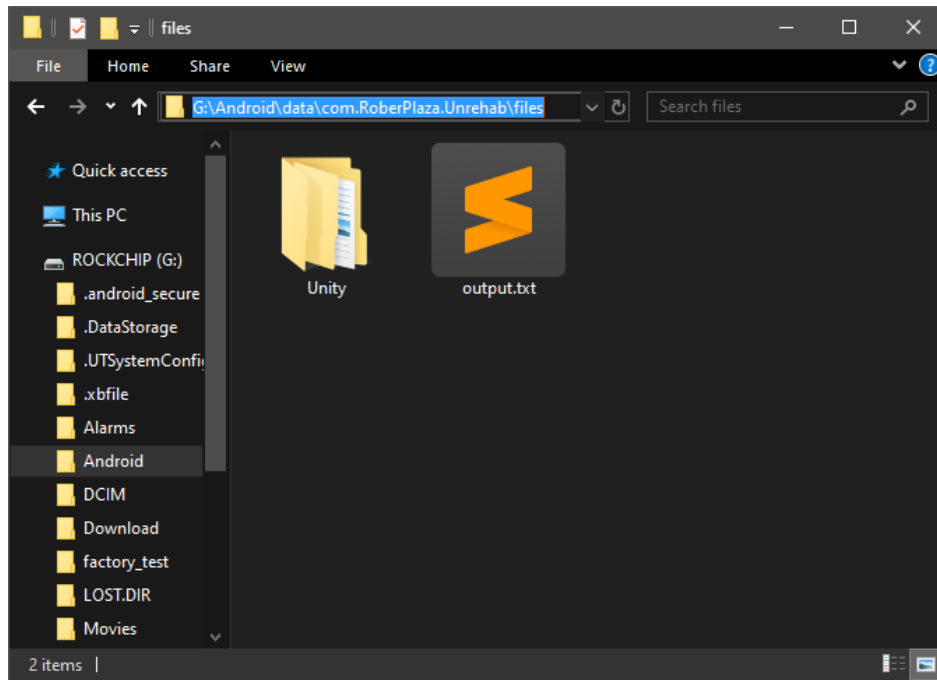 files
File Home Share View
G:\Android\data\com.RoberPlaza.Unrehab\files
Search files
Quick access
This PC
ROCKCHIP (G:)
.android_secure
.DataStorage
.UTSystemConfi
.xbfile
Alarms
Android
DCIM
Download
factory_test
LOST.DIR
Movies
Unity
output.txt
2 items